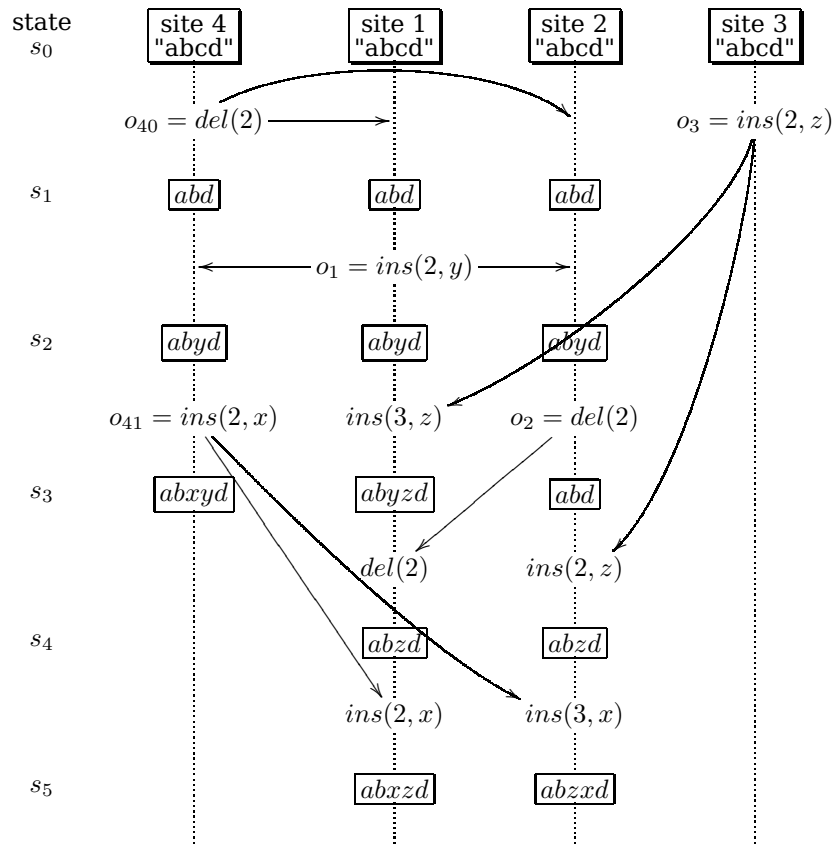 state site 4 site 1 site 2 site 3
s₀ "abcd" "abcd" "abcd" "abcd"
o₄₀ = del(2) o₃ = ins(2, z)
s₁ abd abd abd
o₁ = ins(2, y)
s₂ abyd abyd abyd
o₄₁ = ins(2, x) ins(3, z) o₂ = del(2)
s₃ abxyd abyzd abd
del(2) ins(2, z)
s₄ abzd abzd
ins(2, x) ins(3, x)
s₅ abxzd abzxd